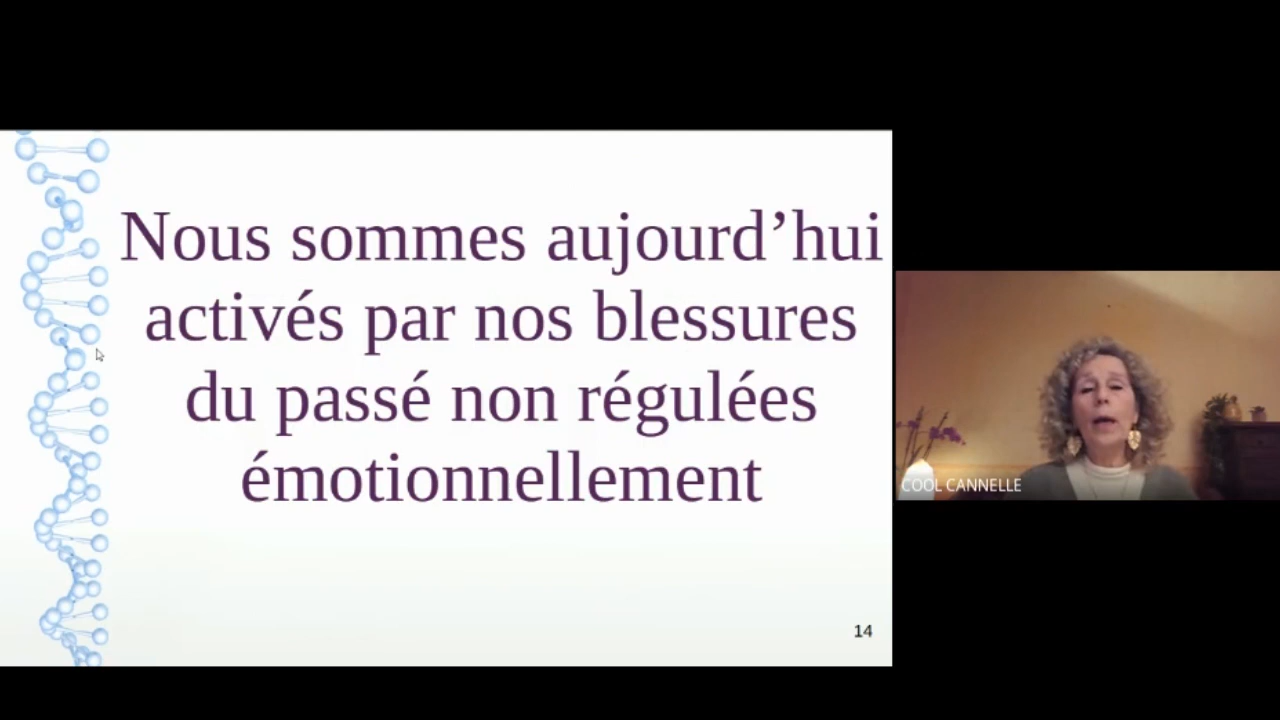 Nous sommes aujourd’hui
activés par nos blessures
du passé non régulées
émotionnellement
14
COOL CANNELLE